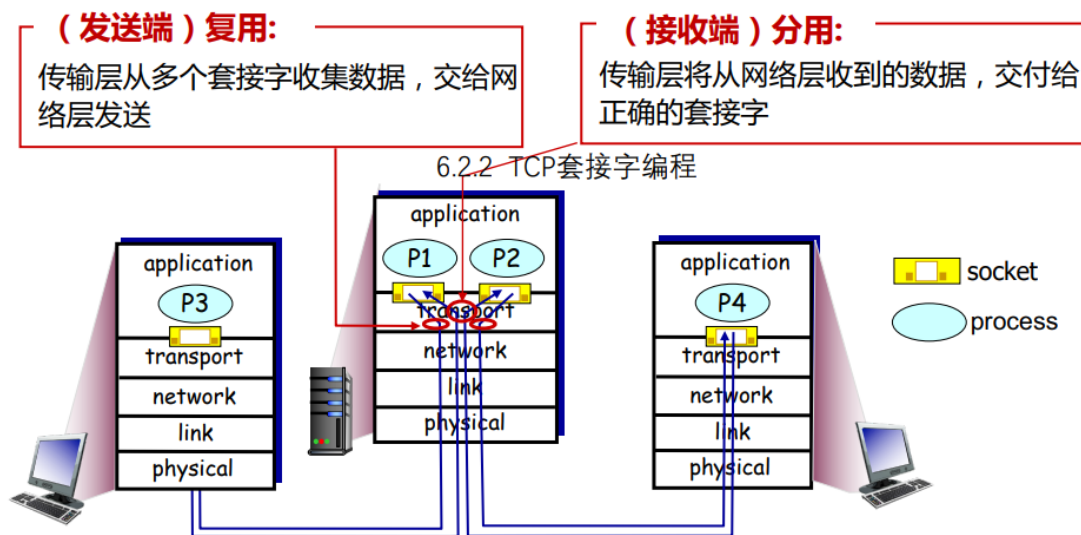 （发送端）复用:
传输层从多个套接字收集数据，交给网
络层发送
（接收端）分用:
传输层将从网络层收到的数据，交付给
正确的套接字
6.2.2 TCP套接字编程
application
P3
transport
network
link
physical
application
P1
P2
transport
network
link
physical
application
P4
transport
network
link
physical
socket
process